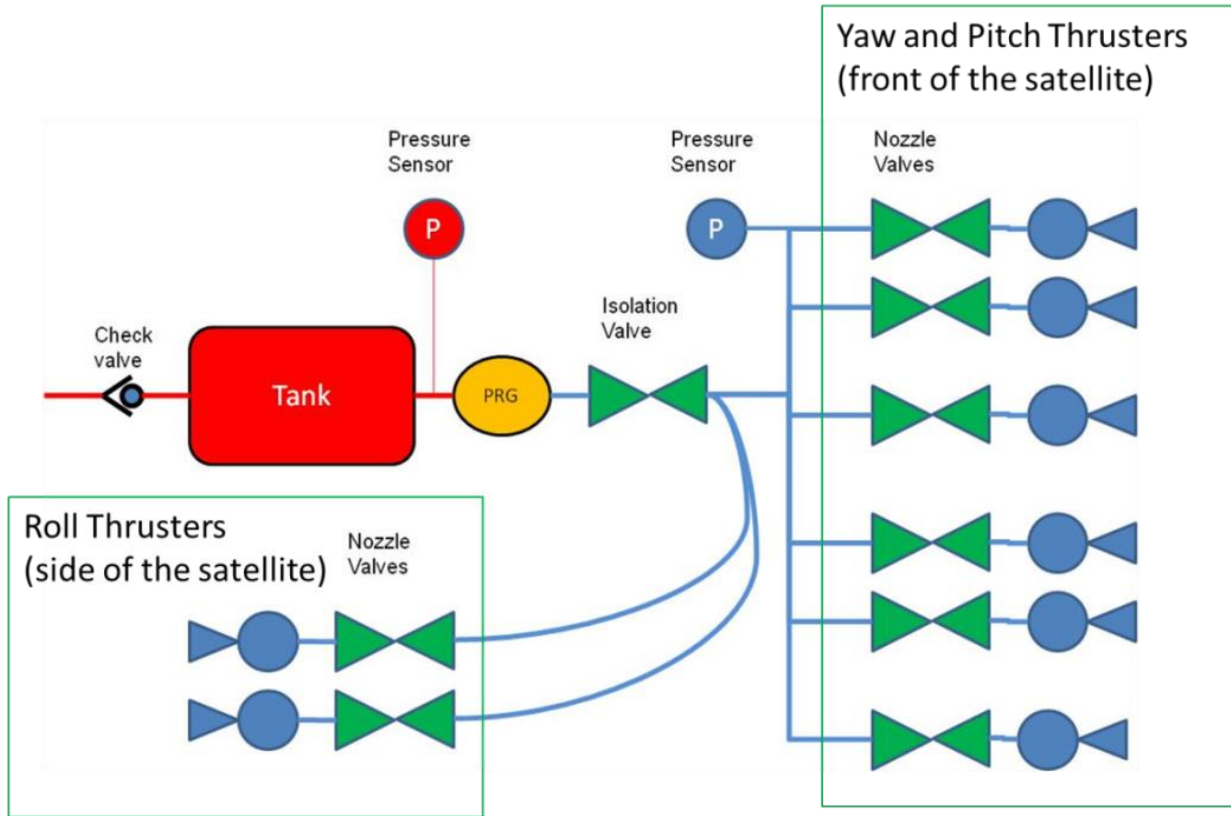 Yaw and Pitch Thrusters
(front of the satellite)
Pressure
Sensor
Pressure
Sensor
Nozzle
Valves
P
P
Isolation
Valve
Check
valve
Tank
PRG
Roll Thrusters
(side of the satellite)
Nozzle
Valves